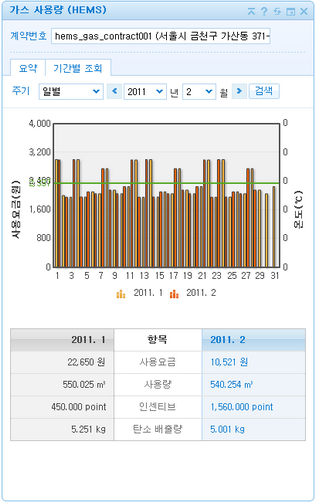 가스 사용량 (HEMS)
계약번호 hems_gas_contract001 (서울시 금천구 가산동 371-
요약 기간별 조회
주기 일별 2011 년 2 월 검색
4,000 0
3,200 0
2,400 0
1,600 0
800 0
0 0
사용요금(원)
온도(℃)
1 3 5 7 9 11 13 15 17 19 21 23 25 27 29 31
2011. 1 2011. 2
2011. 1 항목 2011. 2
22,650 원 사용요금 10,521 원
550.025 ㎥ 사용량 540.254 ㎥
450.000 point 인센티브 1,560.000 point
5.251 kg 탄소 배출량 5.001 kg